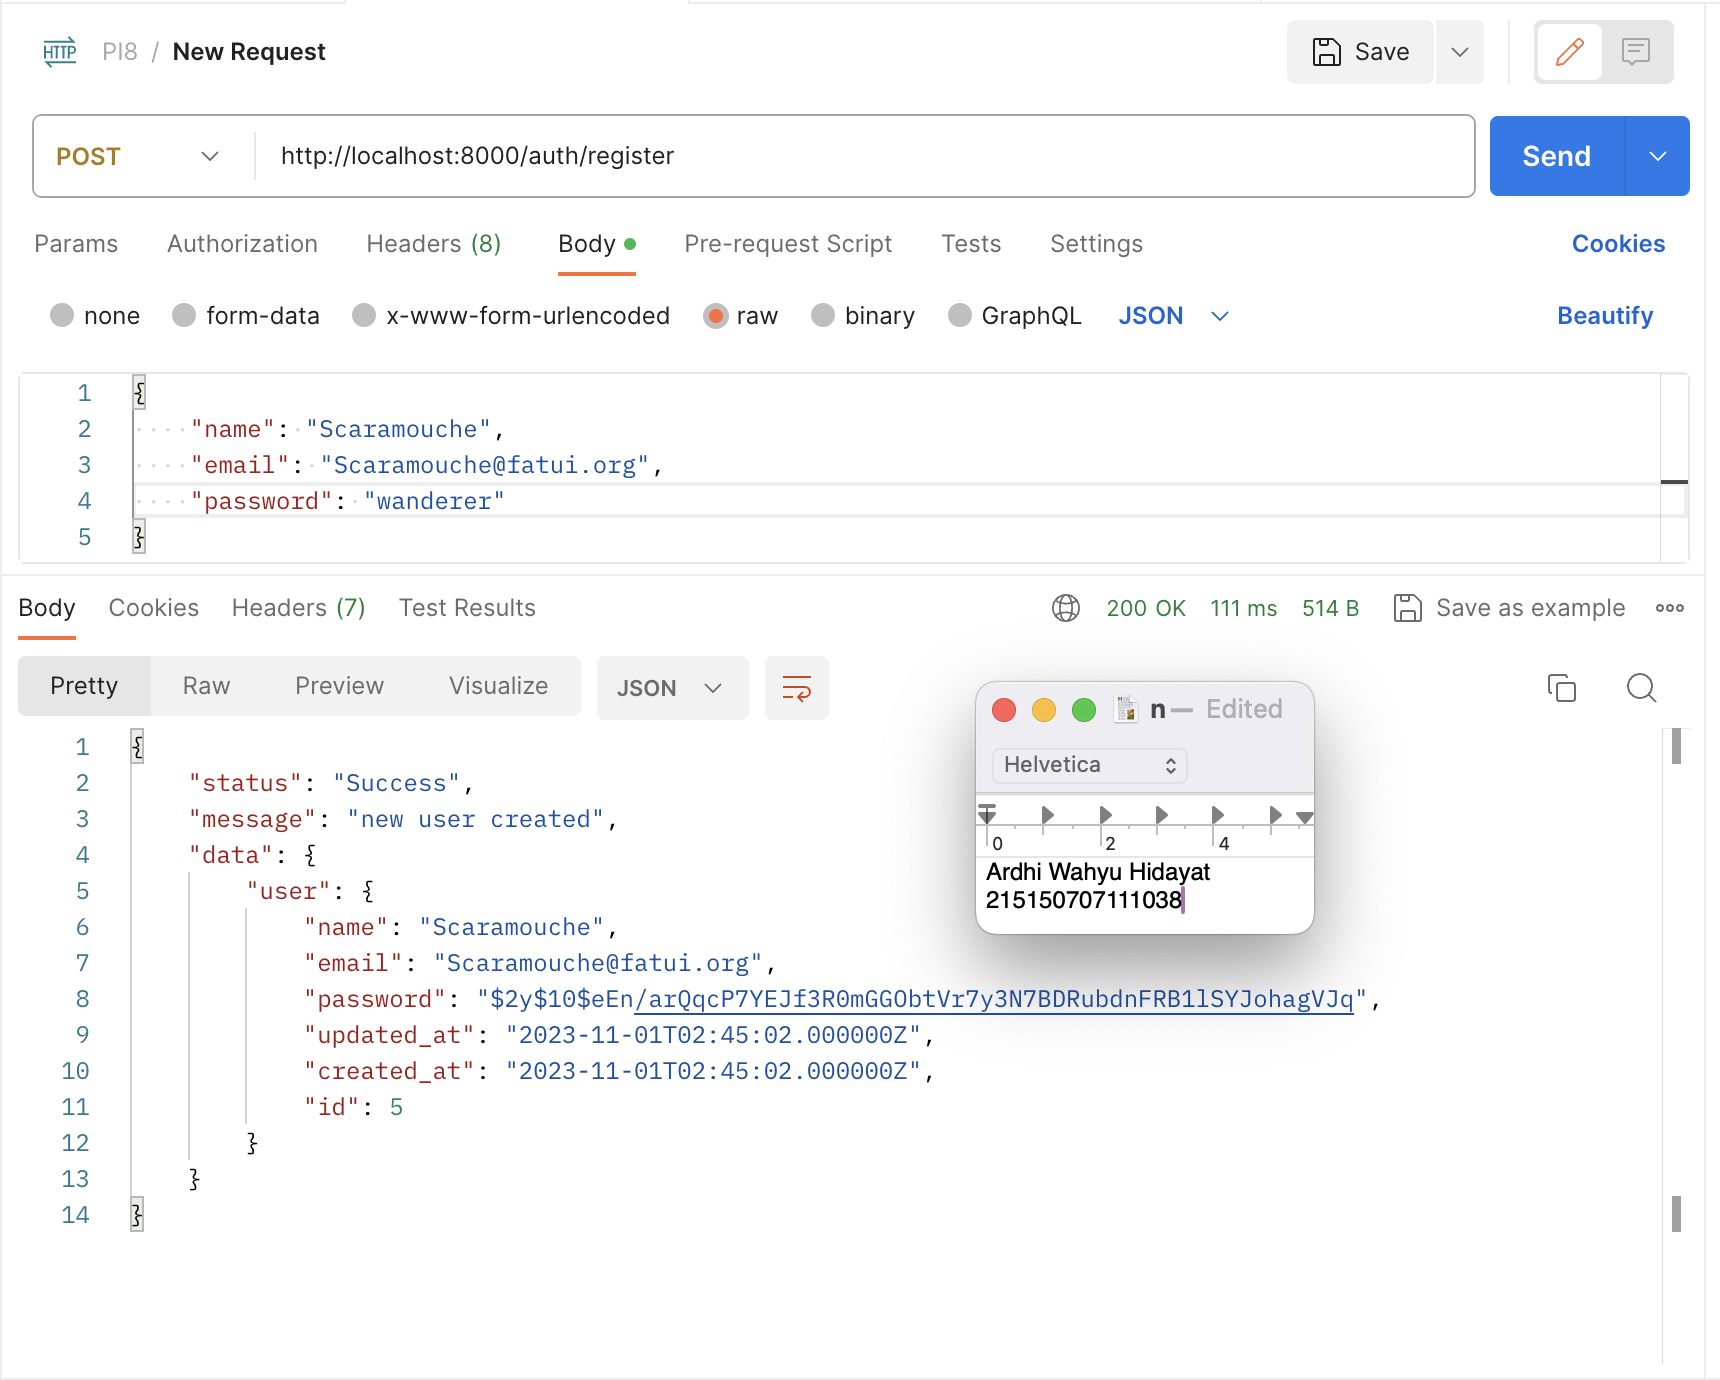 HTTP PI8 / New Request Save
POST http://localhost:8000/auth/register Send
Params Authorization Headers (8) Body Pre-request Script Tests Settings Cookies
none form-data x-www-form-urlencoded raw binary GraphQL JSON Beautify
1 {
2 "name": "Scaramouche",
3 "email": "Scaramouche@fatui.org",
4 "password": "wanderer"
5 }
Body Cookies Headers (7) Test Results 200 OK 111 ms 514 B Save as example
Pretty Raw Preview Visualize JSON
n — Edited
Helvetica
0 2 4
Ardhi Wahyu Hidayat
215150707111038
1 {
2 "status": "Success",
3 "message": "new user created",
4 "data": {
5 "user": {
6 "name": "Scaramouche",
7 "email": "Scaramouche@fatui.org",
8 "password": "$2y$10$eEn/arQqcP7YEJf3R0mGGObtVr7y3N7BDRubdnFRB1lSYJohagVJq",
9 "updated_at": "2023-11-01T02:45:02.000000Z",
10 "created_at": "2023-11-01T02:45:02.000000Z",
11 "id": 5
12 }
13 }
14 }